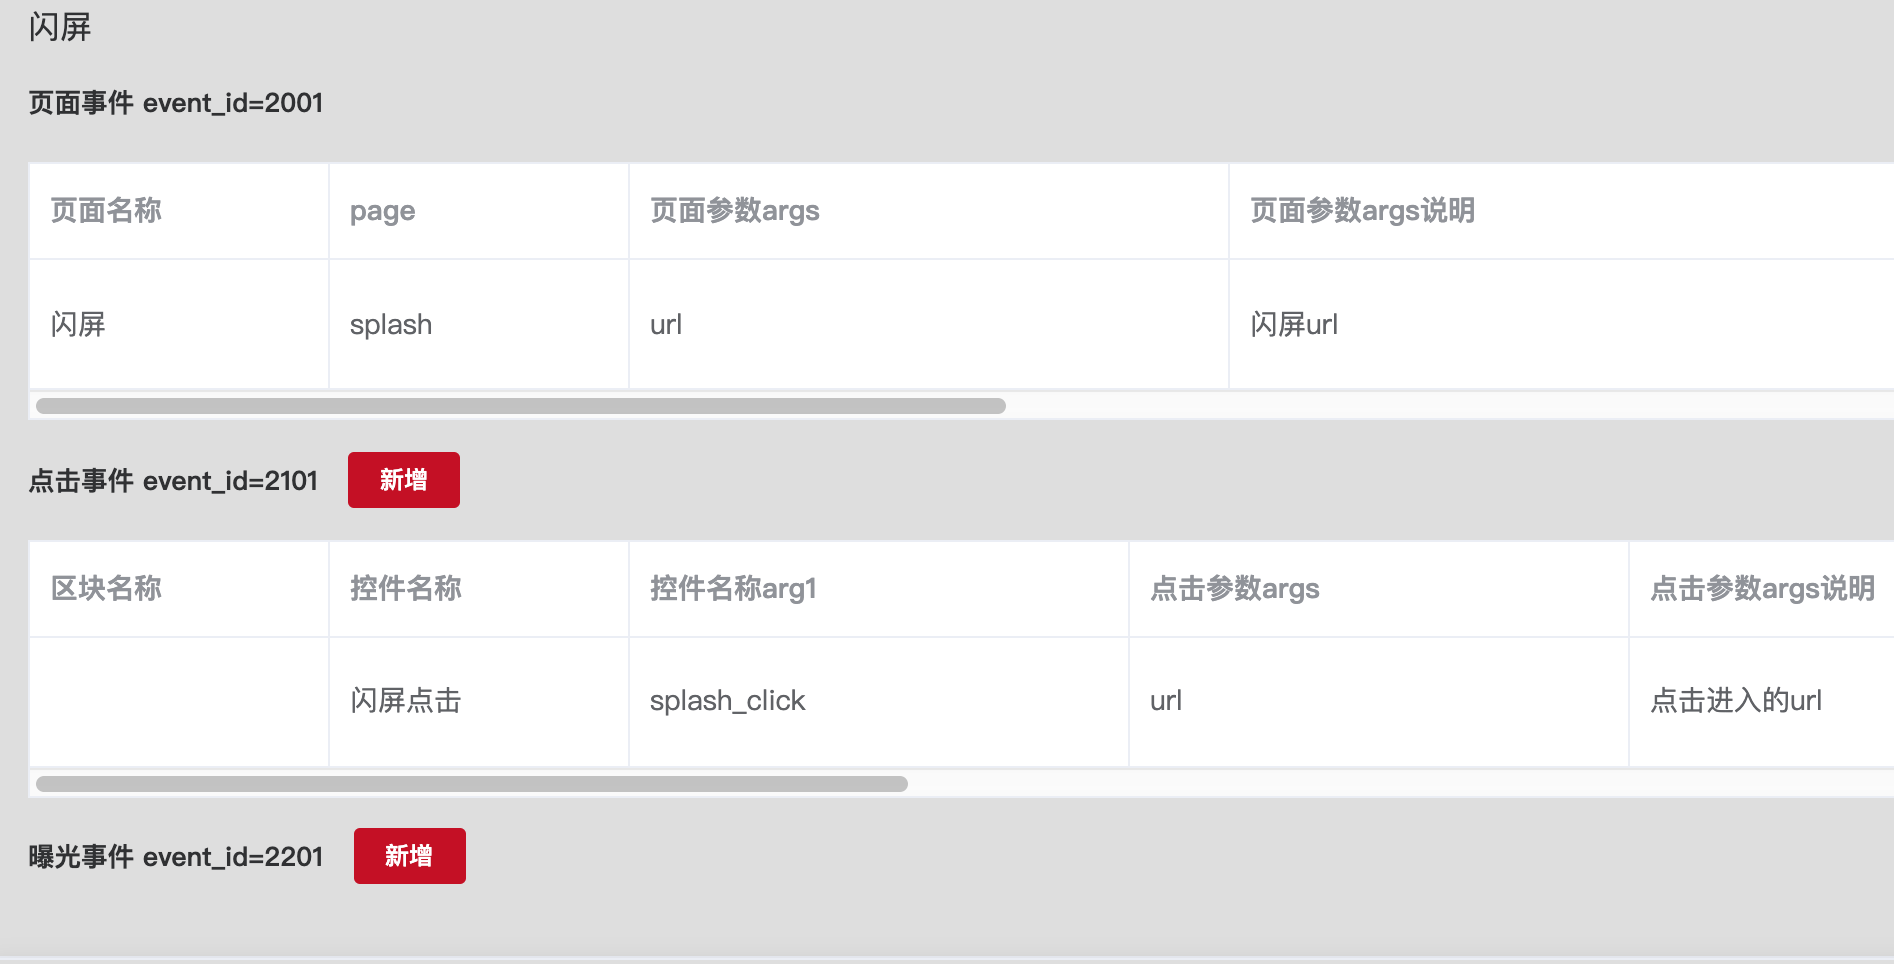 闪屏
页面事件 event_id=2001
页面名称 page 页面参数args 页面参数args说明
闪屏 splash url 闪屏url
点击事件 event_id=2101 新增
区块名称 控件名称 控件名称arg1 点击参数args 点击参数args说明
闪屏点击 splash_click url 点击进入的url
曝光事件 event_id=2201 新增